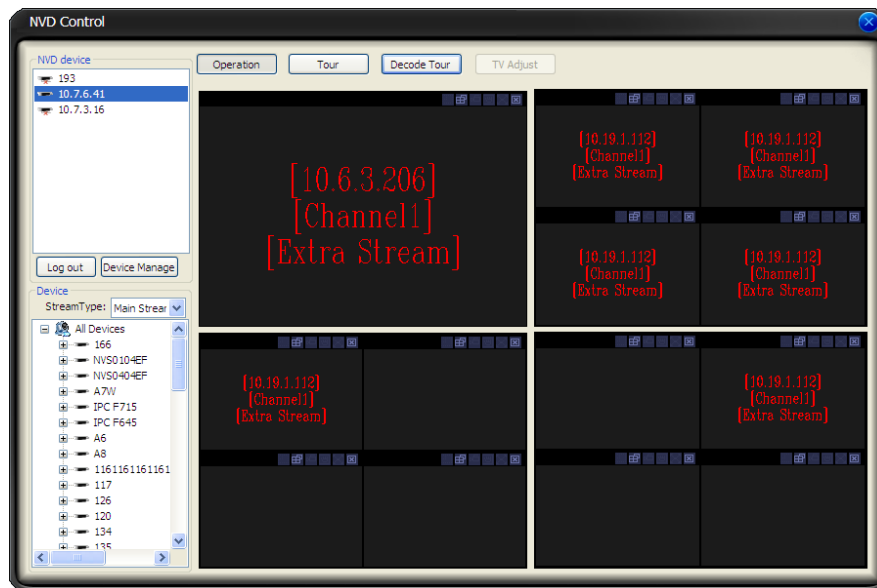 NVD Control
NVD device
193
10.7.6.41
10.7.3.16
Log out
Device Manage
Device
StreamType:
Main Strear
All Devices
166
NVS0104EF
NVS0404EF
A7W
IPC F715
IPC F645
A6
A8
1161161161161
117
126
120
134
135
Operation
Tour
Decode Tour
TV Adjust
[10.6.3.206]
[Channel1]
[Extra Stream]
[10.19.1.112]
[Channel1]
[Extra Stream]
[10.19.1.112]
[Channel1]
[Extra Stream]
[10.19.1.112]
[Channel1]
[Extra Stream]
[10.19.1.112]
[Channel1]
[Extra Stream]
[10.19.1.112]
[Channel1]
[Extra Stream]
[10.19.1.112]
[Channel1]
[Extra Stream]